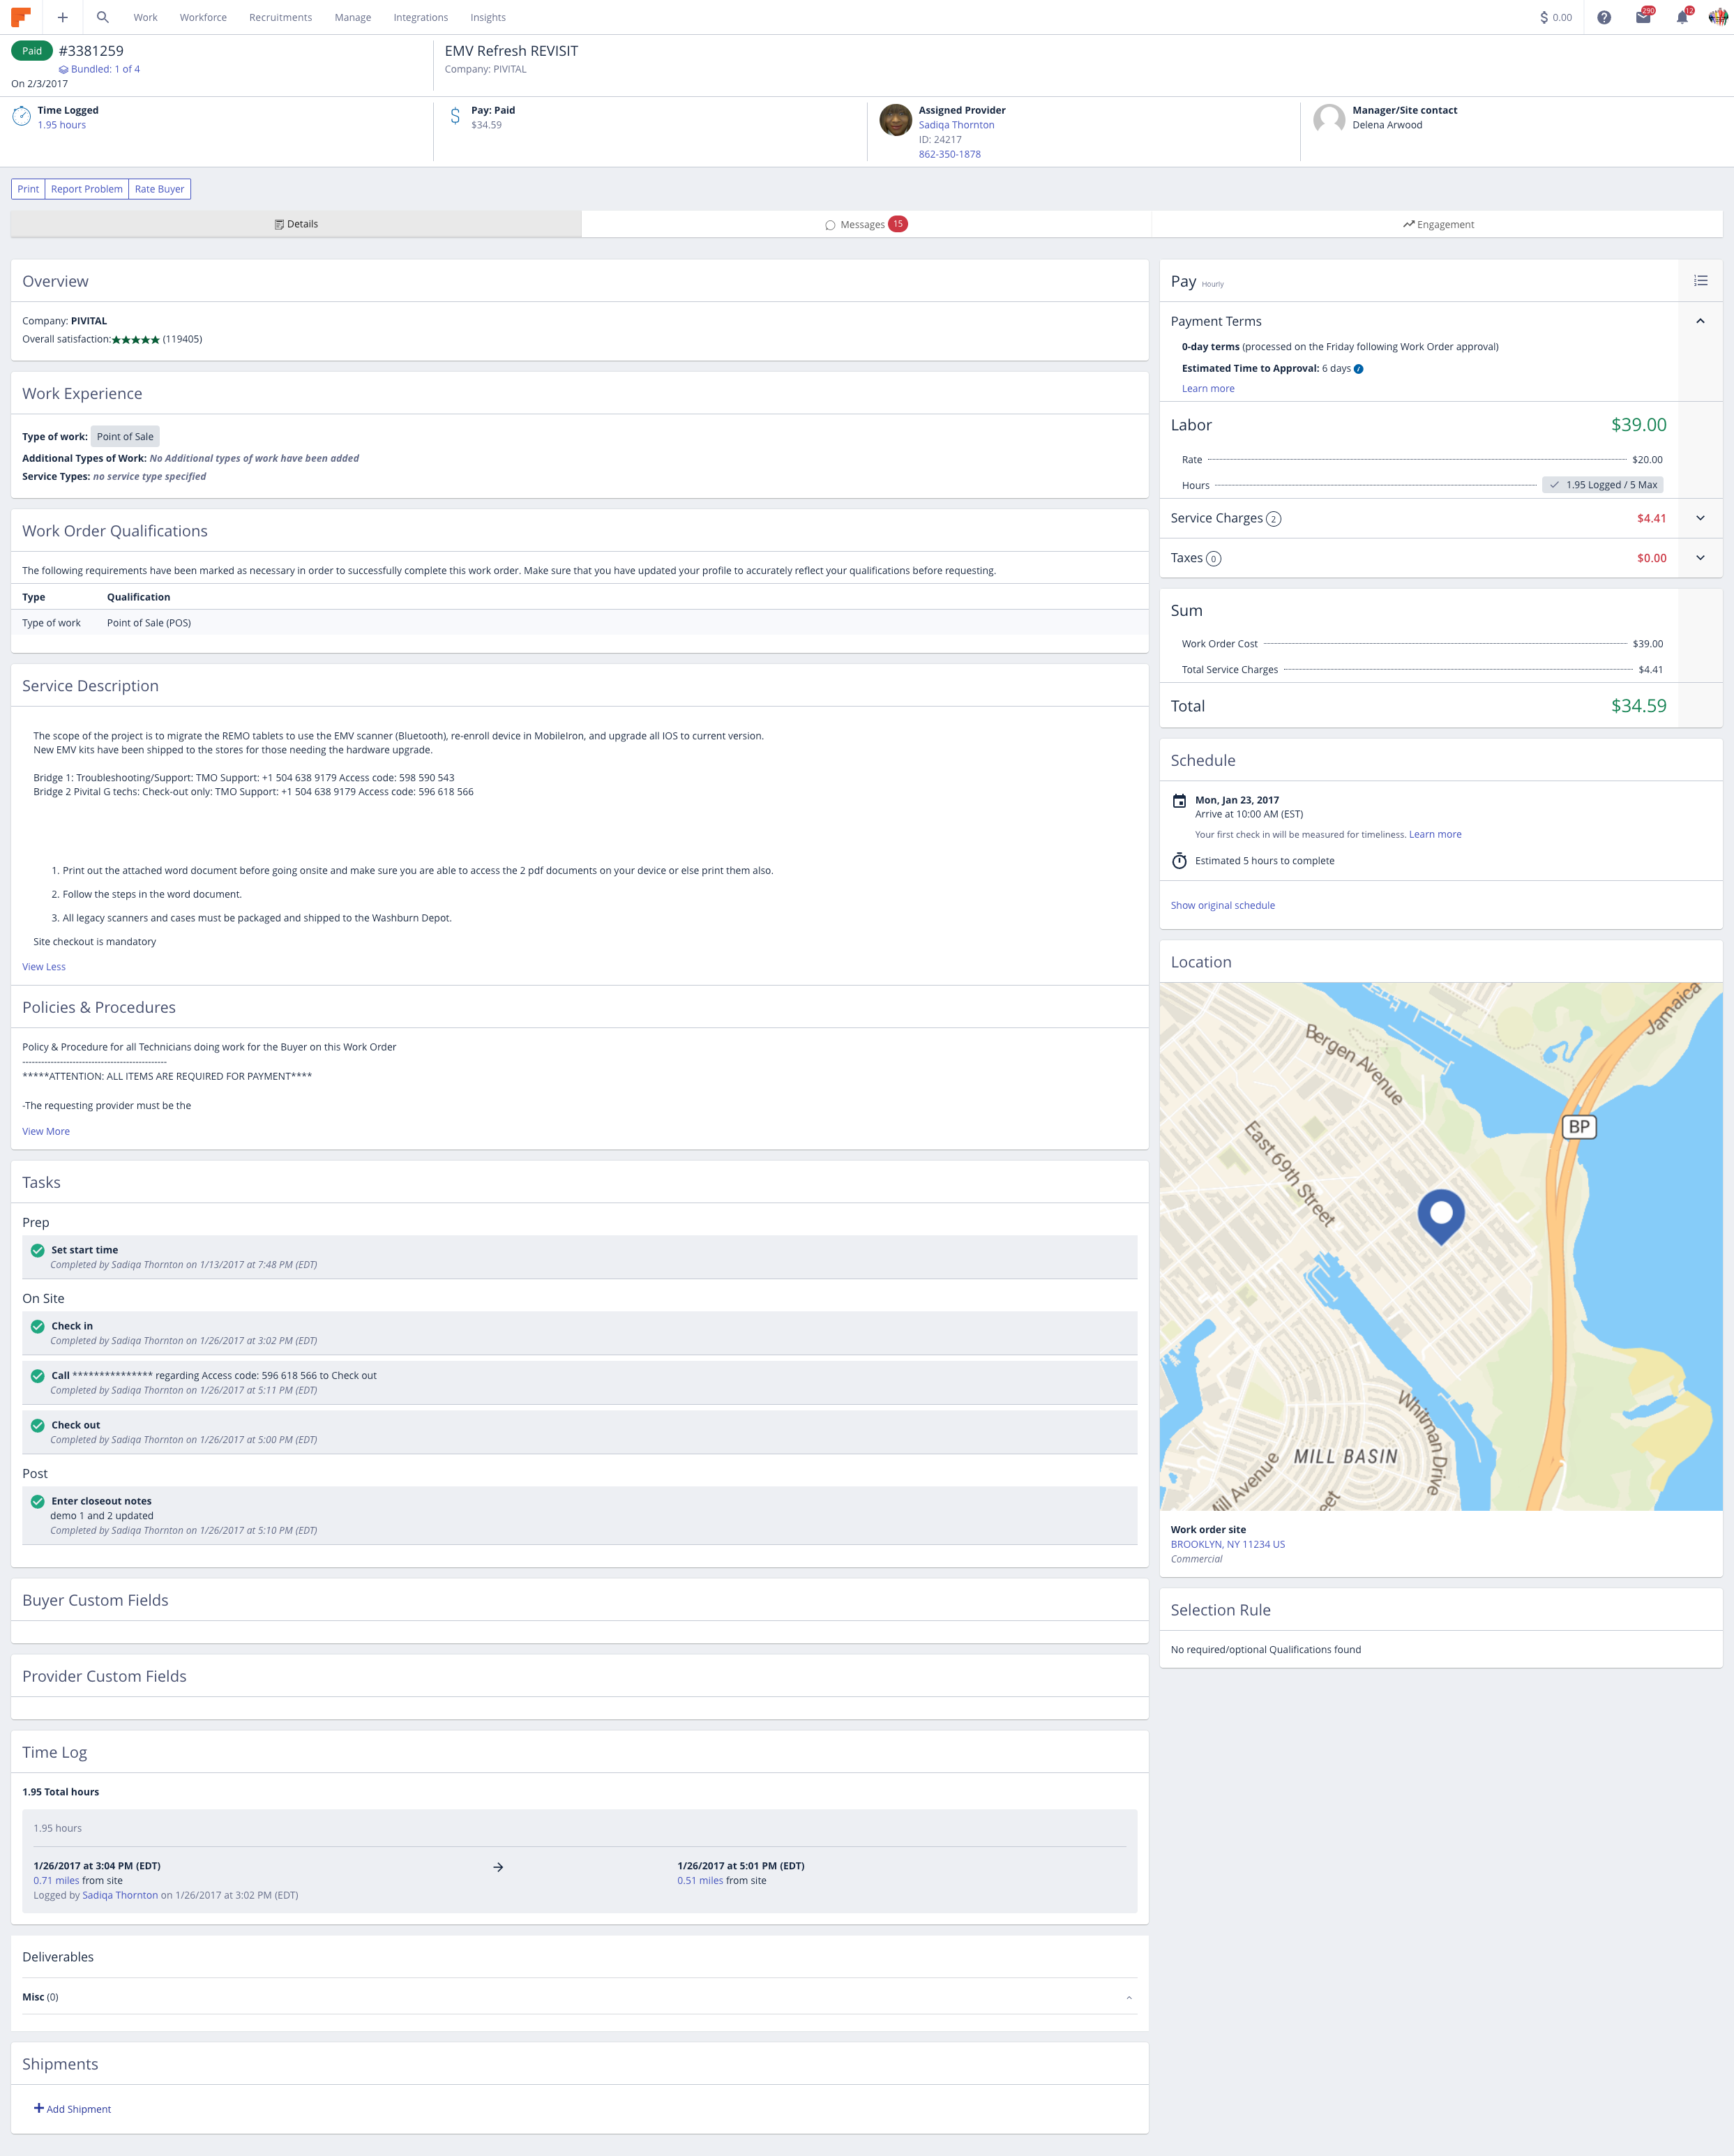 Work Workforce Recruitments Manage Integrations Insights
$ 0.00
290
12
Paid #3381259
Bundled: 1 of 4
On 2/3/2017
EMV Refresh REVISIT
Company: PIVITAL
Time Logged
1.95 hours
Pay: Paid
$34.59
Assigned Provider
Sadiqa Thornton
ID: 24217
862-350-1878
Manager/Site contact
Delena Arwood
Print Report Problem Rate Buyer
Details
Messages 15
Engagement
Overview
Company: PIVITAL
Overall satisfaction:★★★★★ (119405)
Work Experience
Type of work: Point of Sale
Additional Types of Work: No Additional types of work have been added
Service Types: no service type specified
Work Order Qualifications
The following requirements have been marked as necessary in order to successfully complete this work order. Make sure that you have updated your profile to accurately reflect your qualifications before requesting.
Type Qualification
Type of work Point of Sale (POS)
Service Description
The scope of the project is to migrate the REMO tablets to use the EMV scanner (Bluetooth), re-enroll device in MobileIron, and upgrade all IOS to current version.
New EMV kits have been shipped to the stores for those needing the hardware upgrade.
Bridge 1: Troubleshooting/Support: TMO Support: +1 504 638 9179 Access code: 598 590 543
Bridge 2 Pivital G techs: Check-out only: TMO Support: +1 504 638 9179 Access code: 596 618 566
1. Print out the attached word document before going onsite and make sure you are able to access the 2 pdf documents on your device or else print them also.
2. Follow the steps in the word document.
3. All legacy scanners and cases must be packaged and shipped to the Washburn Depot.
Site checkout is mandatory
View Less
Policies & Procedures
Policy & Procedure for all Technicians doing work for the Buyer on this Work Order
----------------------------------------------
*****ATTENTION: ALL ITEMS ARE REQUIRED FOR PAYMENT****
-The requesting provider must be the
View More
Tasks
Prep
Set start time
Completed by Sadiqa Thornton on 1/13/2017 at 7:48 PM (EDT)
On Site
Check in
Completed by Sadiqa Thornton on 1/26/2017 at 3:02 PM (EDT)
Call *************** regarding Access code: 596 618 566 to Check out
Completed by Sadiqa Thornton on 1/26/2017 at 5:11 PM (EDT)
Check out
Completed by Sadiqa Thornton on 1/26/2017 at 5:00 PM (EDT)
Post
Enter closeout notes
demo 1 and 2 updated
Completed by Sadiqa Thornton on 1/26/2017 at 5:10 PM (EDT)
Buyer Custom Fields
Provider Custom Fields
Time Log
1.95 Total hours
1.95 hours
1/26/2017 at 3:04 PM (EDT)
0.71 miles from site
Logged by Sadiqa Thornton on 1/26/2017 at 3:02 PM (EDT)
1/26/2017 at 5:01 PM (EDT)
0.51 miles from site
Deliverables
Misc (0)
Shipments
Add Shipment
Pay Hourly
Payment Terms
0-day terms (processed on the Friday following Work Order approval)
Estimated Time to Approval: 6 days
Learn more
Labor $39.00
Rate $20.00
Hours 1.95 Logged / 5 Max
Service Charges 2 $4.41
Taxes 0 $0.00
Sum
Work Order Cost $39.00
Total Service Charges $4.41
Total $34.59
Schedule
Mon, Jan 23, 2017
Arrive at 10:00 AM (EST)
Your first check in will be measured for timeliness. Learn more
Estimated 5 hours to complete
Show original schedule
Location
Jamaica
Bergen Avenue
BP
East 69th Street
Whitman Drive
MILL BASIN
Mill Avenue
eet
Work order site
BROOKLYN, NY 11234 US
Commercial
Selection Rule
No required/optional Qualifications found